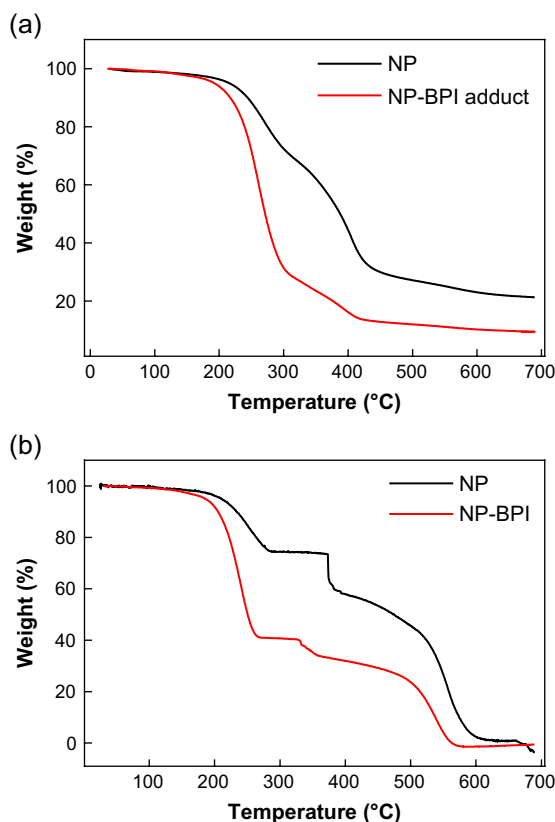 (a)
100
80
60
40
20
Weight (%)
NP
NP-BPI adduct
0 100 200 300 400 500 600 700
Temperature (°C)
(b)
100
80
60
40
20
0
Weight (%)
NP
NP-BPI
100 200 300 400 500 600 700
Temperature (°C)